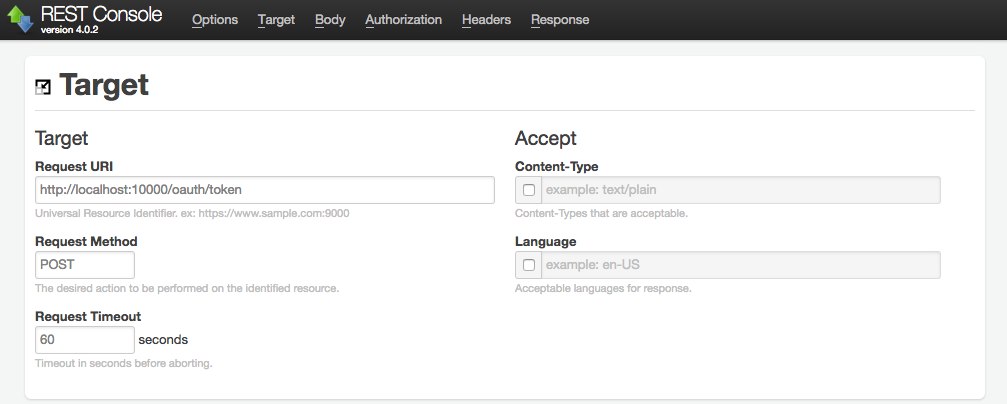 REST Console
version 4.0.2
Options Target Body Authorization Headers Response
Target
Target
Request URI
http://localhost:10000/oauth/token
Universal Resource Identifier. ex: https://www.sample.com:9000
Request Method
POST
The desired action to be performed on the identified resource.
Request Timeout
60 seconds
Timeout in seconds before aborting.
Accept
Content-Type
example: text/plain
Content-Types that are acceptable.
Language
example: en-US
Acceptable languages for response.